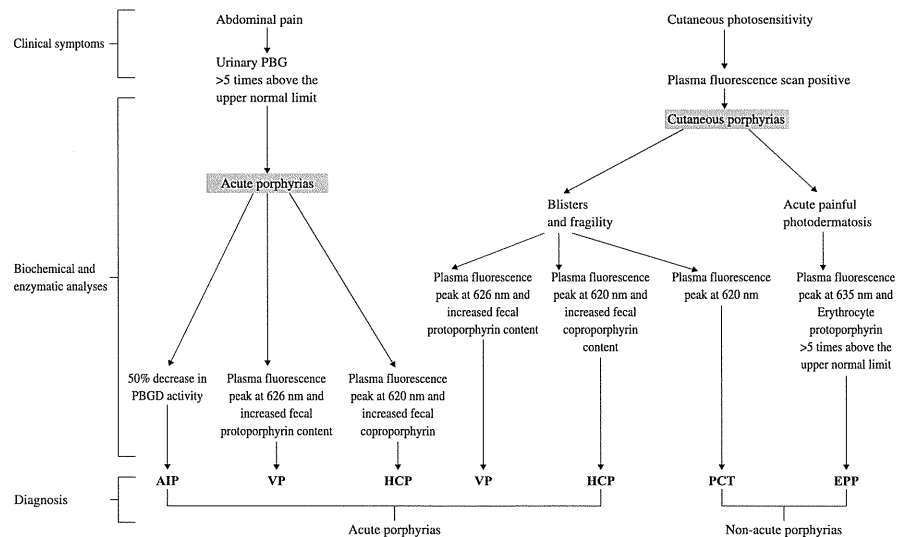 Clinical symptoms
Abdominal pain
Urinary PBG
>5 times above the
upper normal limit
Cutaneous photosensitivity
Plasma fluorescence scan positive
Cutaneous porphyrias
Biochemical and
enzymatic analyses
Acute porphyrias
Blisters
and fragility
Acute painful
photodermatosis
Plasma fluorescence
peak at 626 nm and
increased fecal
protoporphyrin content
Plasma fluorescence
peak at 620 nm and
increased fecal
coproporphyrin
content
Plasma fluorescence
peak at 620 nm
Plasma fluorescence
peak at 635 nm and
Erythrocyte
protoporphyrin
>5 times above the
upper normal limit
50% decrease in
PBGD activity
Plasma fluorescence
peak at 626 nm and
increased fecal
protoporphyrin content
Plasma fluorescence
peak at 620 nm and
increased fecal
coproporphyrin
Diagnosis
AIP
VP
HCP
VP
HCP
PCT
EPP
Acute porphyrias
Non-acute porphyrias